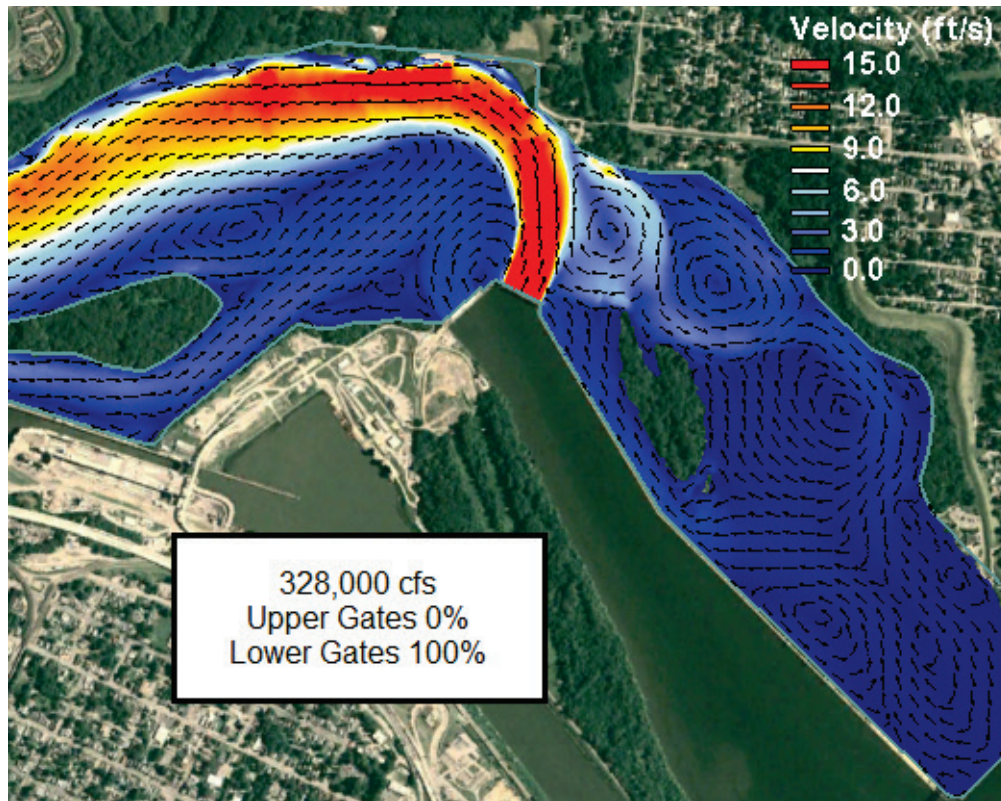 Velocity (ft/s)
15.0
12.0
9.0
6.0
3.0
0.0
328,000 cfs
Upper Gates 0%
Lower Gates 100%